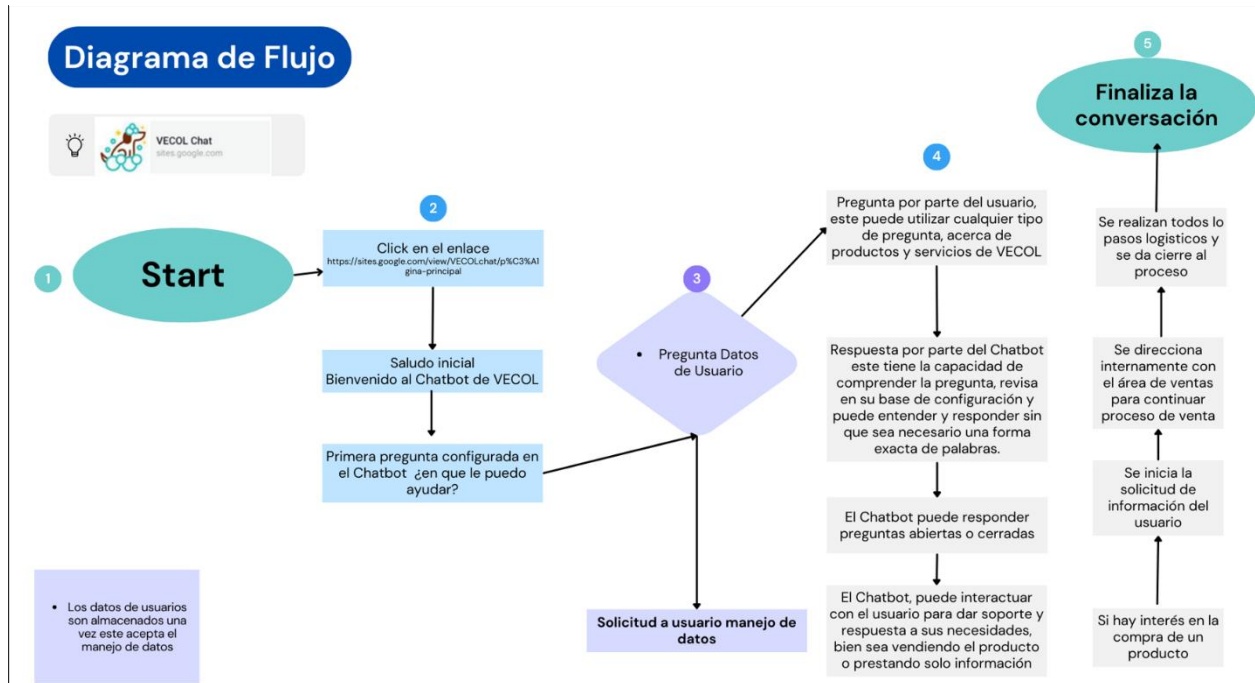 Diagrama de Flujo
VECOL Chat
sites.google.com
1
Start
2
Click en el enlace
https://sites.google.com/view/VECOLchat/p%C3%A1
gina-principal
Saludo inicial
Bienvenido al Chatbot de VECOL
Primera pregunta configurada en
el Chatbot ¿en que le puedo
ayudar?
• Los datos de usuarios
son almacenados una
vez este acepta el
manejo de datos
3
• Pregunta Datos
de Usuario
Solicitud a usuario manejo de
datos
4
Pregunta por parte del usuario,
este puede utilizar cualquier tipo
de pregunta, acerca de
productos y servicios de VECOL
Respuesta por parte del Chatbot
este tiene la capacidad de
comprender la pregunta, revisa
en su base de configuración y
puede entender y responder sin
que sea necesario una forma
exacta de palabras.
El Chatbot puede responder
preguntas abiertas o cerradas
El Chatbot, puede interactuar
con el usuario para dar soporte y
respuesta a sus necesidades,
bien sea vendiendo el producto
o prestando solo información
5
Finaliza la
conversación
Se realizan todos lo
pasos logisticos y
se da cierre al
proceso
Se direcciona
internamente con
el área de ventas
para continuar
proceso de venta
Se inicia la
solicitud de
información del
usuario
Si hay interés en la
compra de un
producto